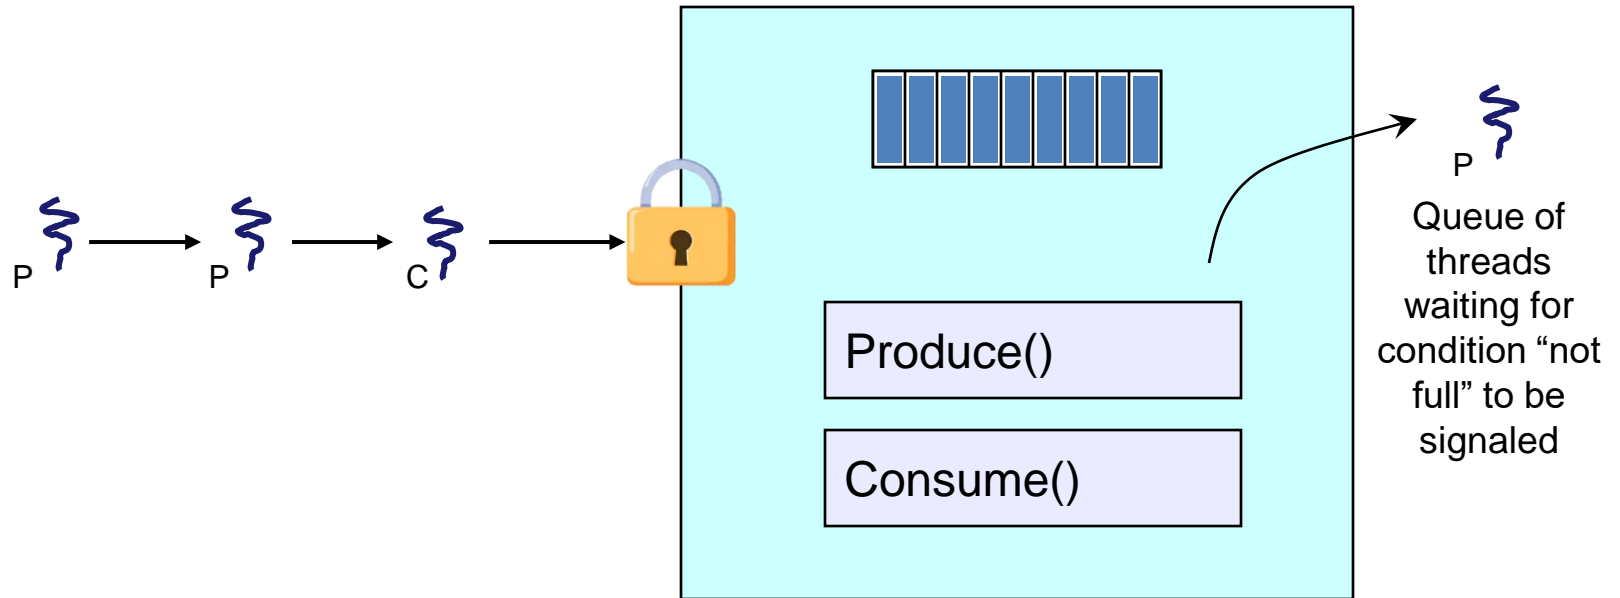 P
P
C
Produce()
Consume()
P
Queue of
threads
waiting for
condition “not
full” to be
signaled